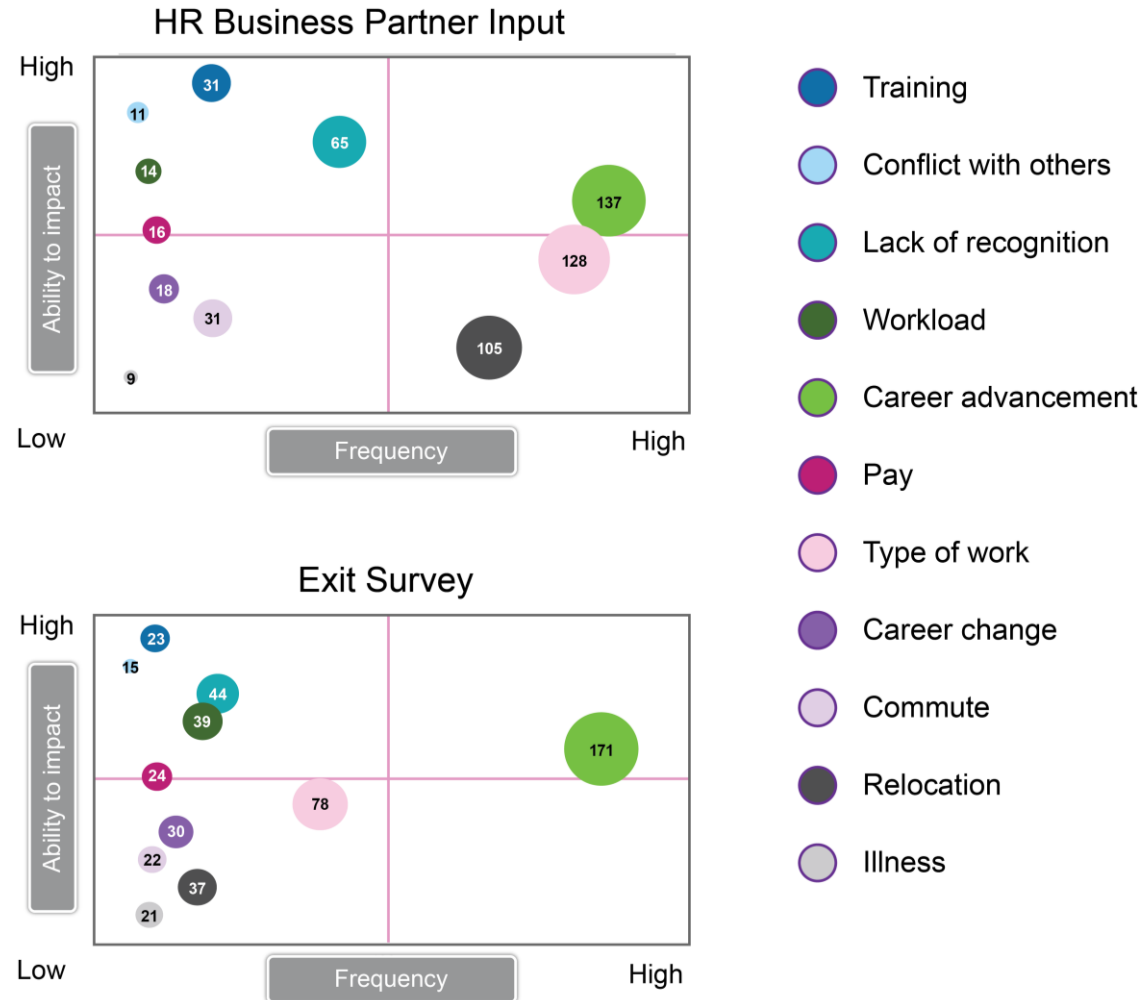 HR Business Partner Input
High
Ability to impact
31
11
65
14
137
16
128
18
31
105
9
Low
Frequency
High
Exit Survey
High
Ability to impact
23
15
44
39
171
24
78
30
22
37
21
Low
Frequency
High
Training
Conflict with others
Lack of recognition
Workload
Career advancement
Pay
Type of work
Career change
Commute
Relocation
Illness